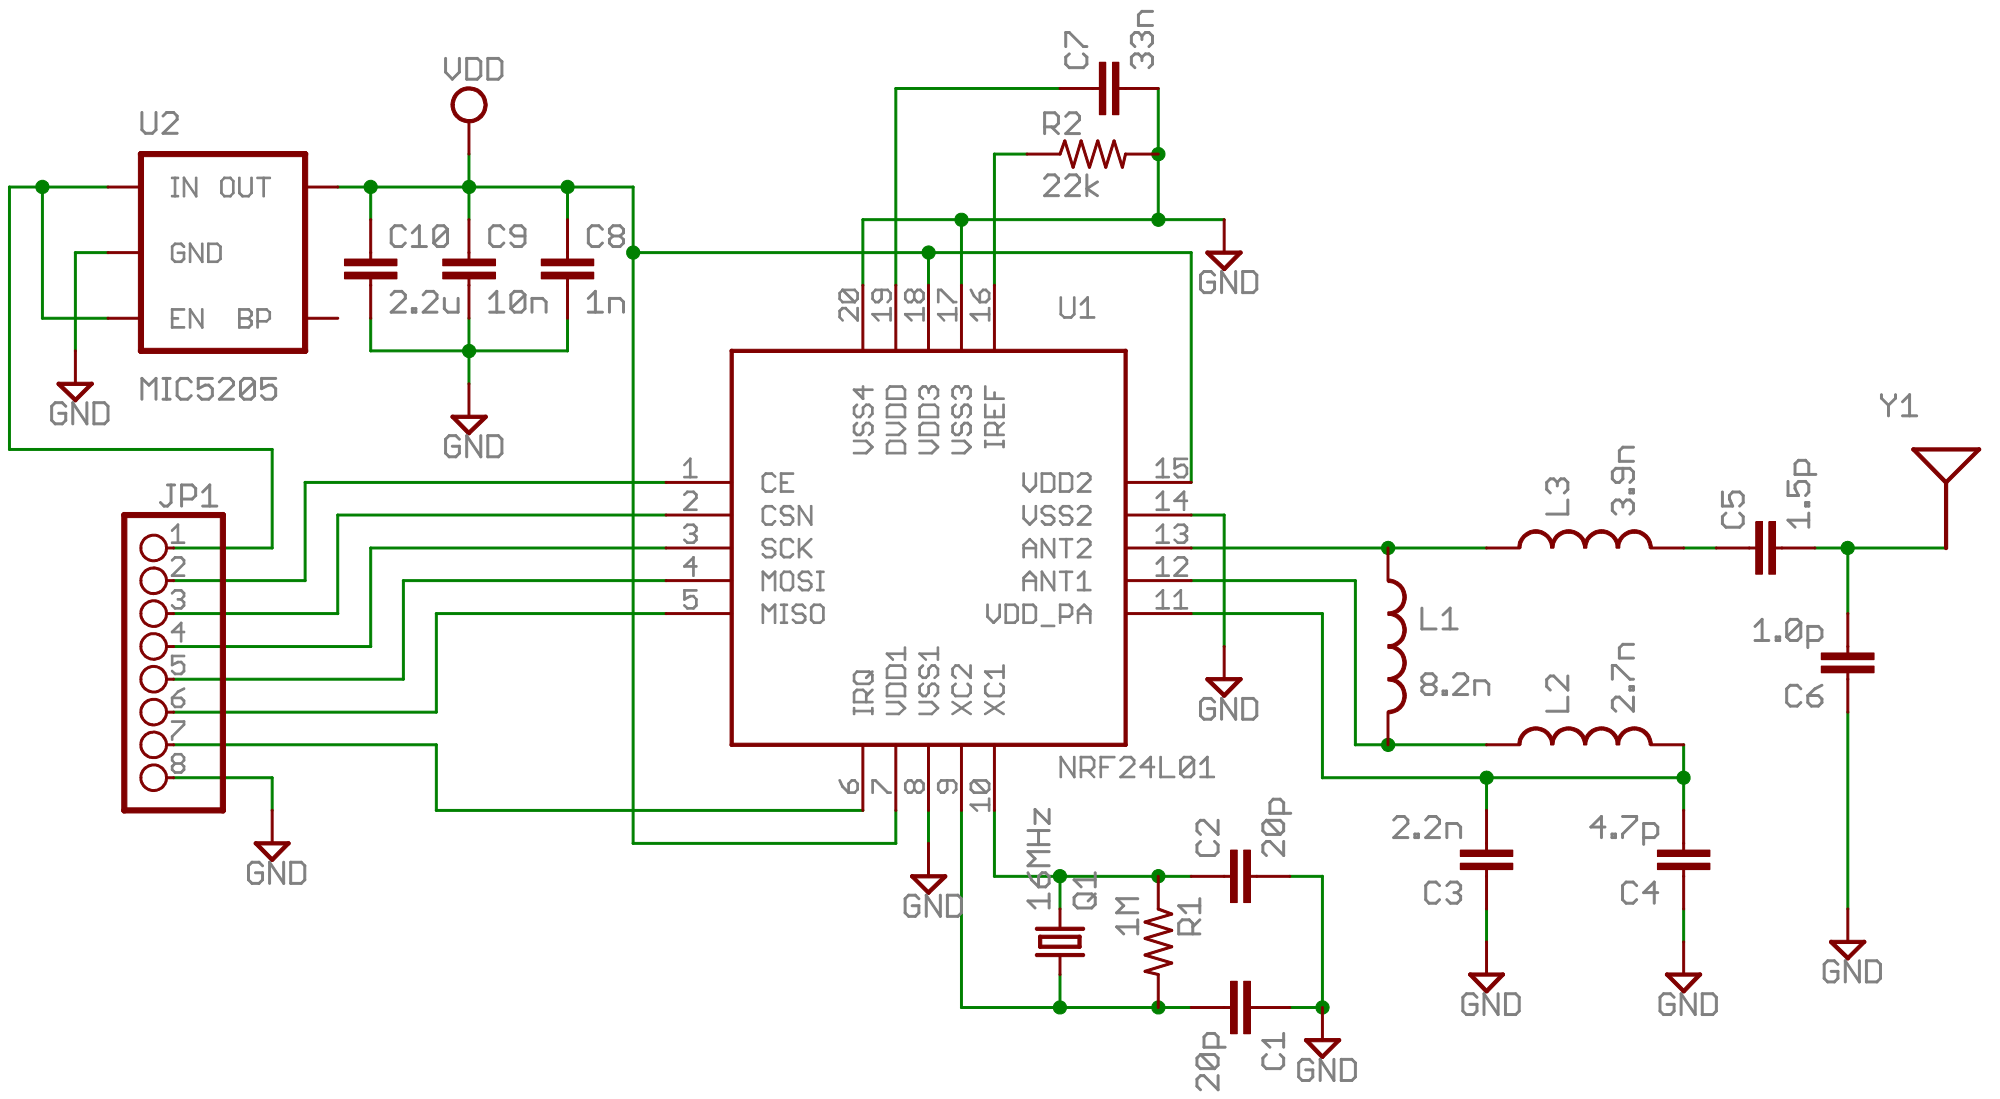 C7
33n
VDD
U2
R2
22k
IN OUT
GND
EN BP
MIC5205
GND
C10
2.2u
C9
10n
C8
1n
GND
GND
20
19
18
17
16
U1
VSS4
DVDD
VDD3
VSS3
IREF
JP1
1
2
3
4
5
6
7
8
GND
1
2
3
4
5
CE
CSN
SCK
MOSI
MISO
VDD2
VSS2
ANT2
ANT1
VDD_PA
15
14
13
12
11
IRQ
VDD1
VSS1
XC2
XC1
6
7
8
9
10
NRF24L01
GND
GND
16MHz
Q1
1M
R1
C2
20p
20p
C1
GND
L1
8.2n
L3
3.9n
L2
2.7n
C5
1.5p
Y1
1.0p
C6
GND
2.2n
C3
GND
4.7p
C4
GND